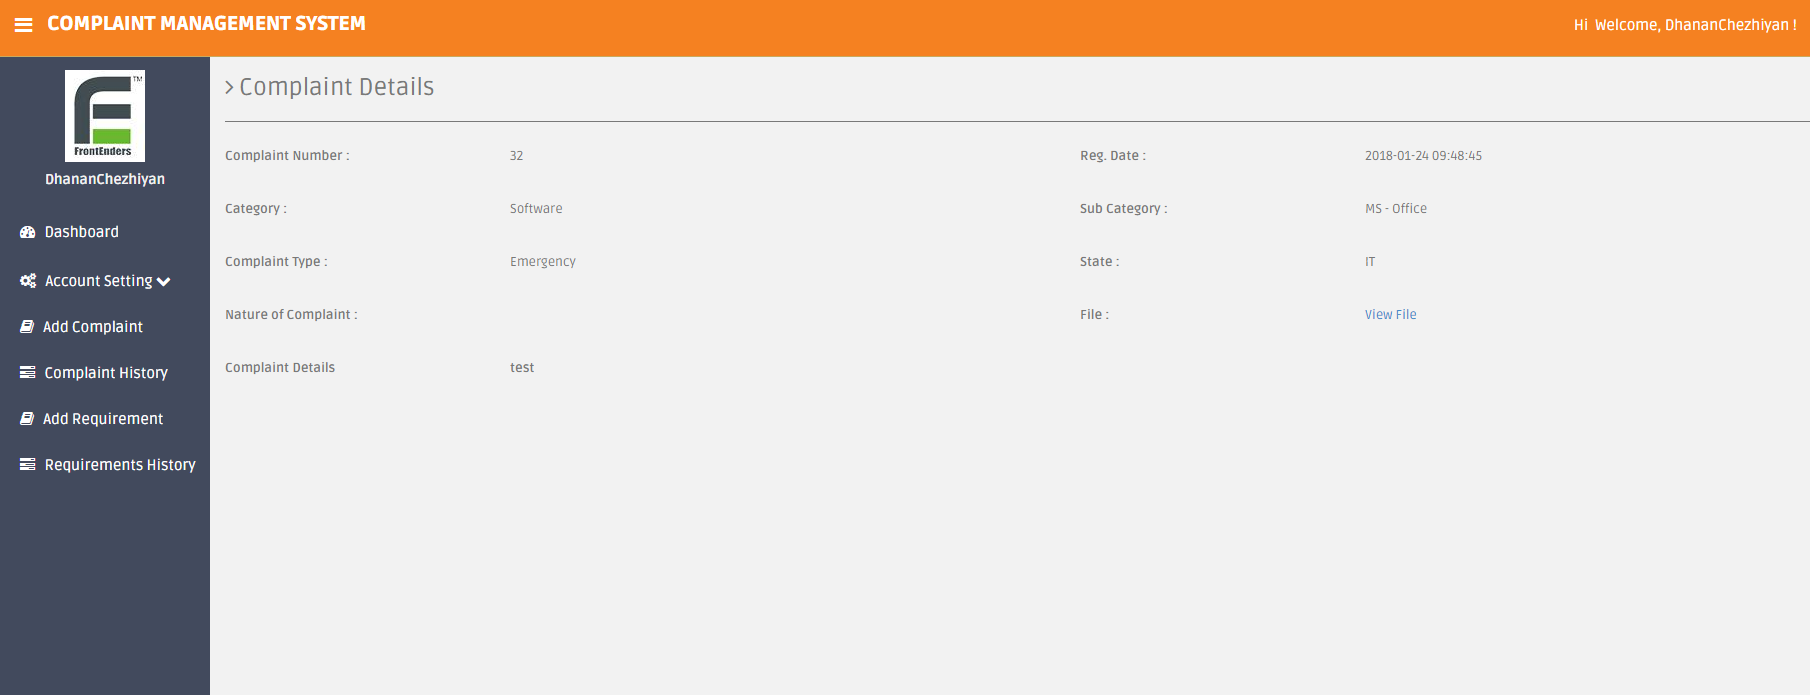 COMPLAINT MANAGEMENT SYSTEM
Hi Welcome, DhananChezhiyan !
TM
FrontEnders
DhananChezhiyan
Dashboard
Account Setting
Add Complaint
Complaint History
Add Requirement
Requirements History
> Complaint Details
Complaint Number : 32 Reg. Date : 2018-01-24 09:48:45
Category : Software Sub Category : MS - Office
Complaint Type : Emergency State : IT
Nature of Complaint : File : View File
Complaint Details test